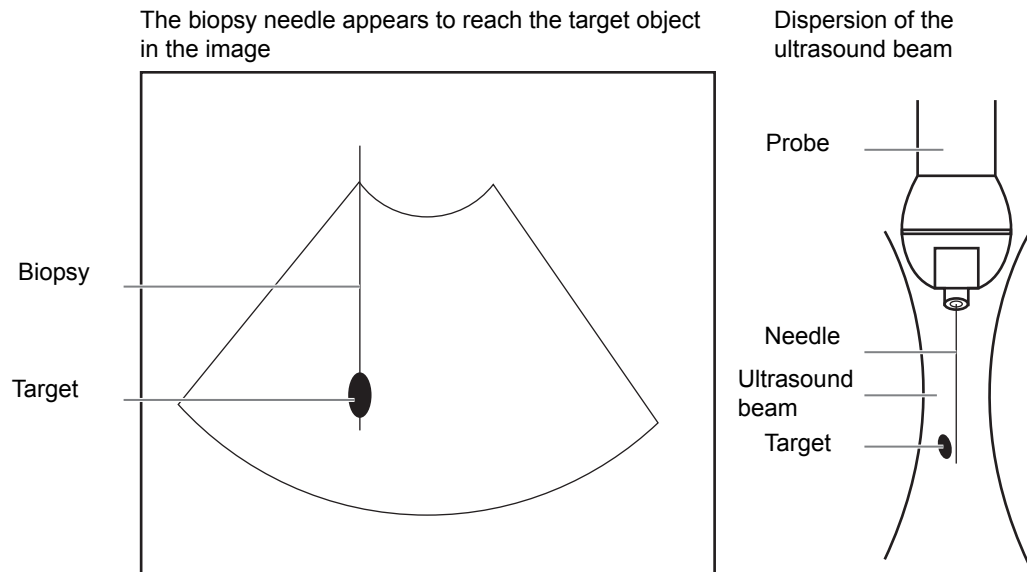 The biopsy needle appears to reach the target object
in the image
Biopsy
Target
Dispersion of the
ultrasound beam
Probe
Needle
Ultrasound
beam
Target